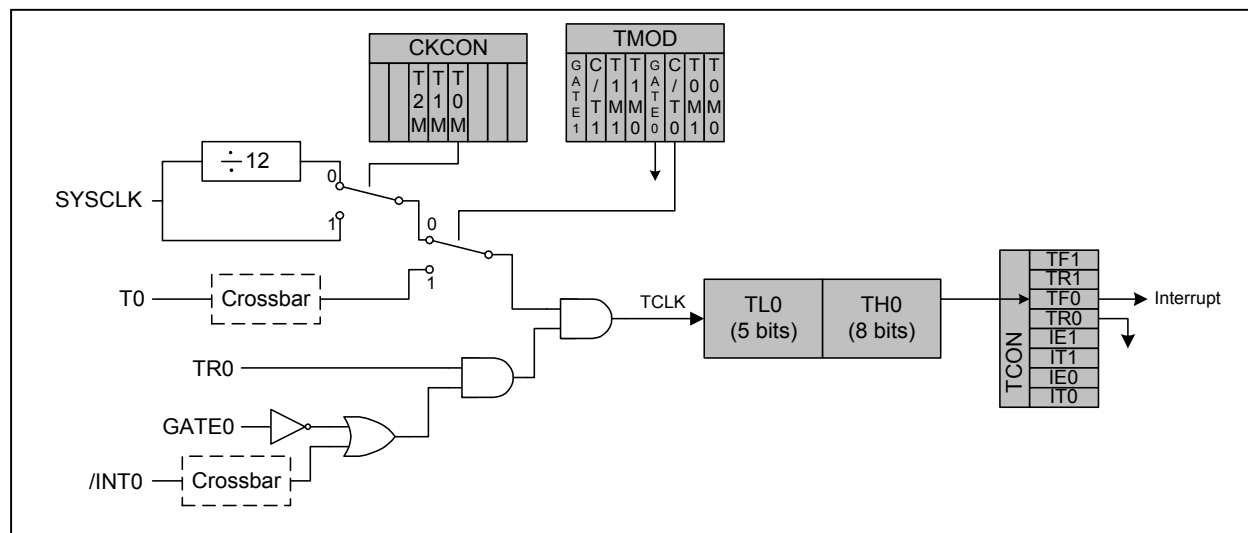 CKCON
T2M T1M T0M
TMOD
GATE1 C/T1 T1M1 T1M0 GATE0 C/T0 T0M1 T0M0
÷ 12
0
SYSCLK
1
0
1
T0
Crossbar
TCLK
TL0
(5 bits)
TH0
(8 bits)
TCON
TF1
TR1
TF0
TR0
IE1
IT1
IE0
IT0
Interrupt
TR0
GATE0
/INT0
Crossbar